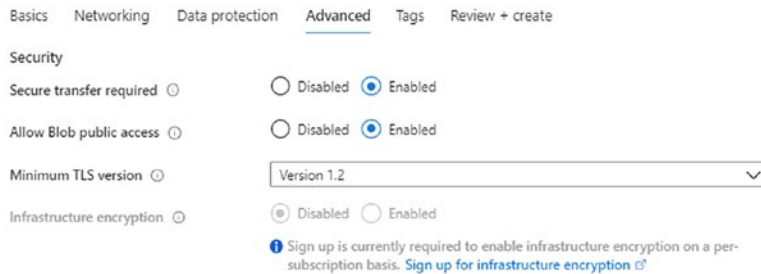 Basics Networking Data protection Advanced Tags Review + create
Security
Secure transfer required Disabled Enabled
Allow Blob public access Disabled Enabled
Minimum TLS version Version 1.2
Infrastructure encryption Disabled Enabled
Sign up is currently required to enable infrastructure encryption on a per-
subscription basis. Sign up for infrastructure encryption